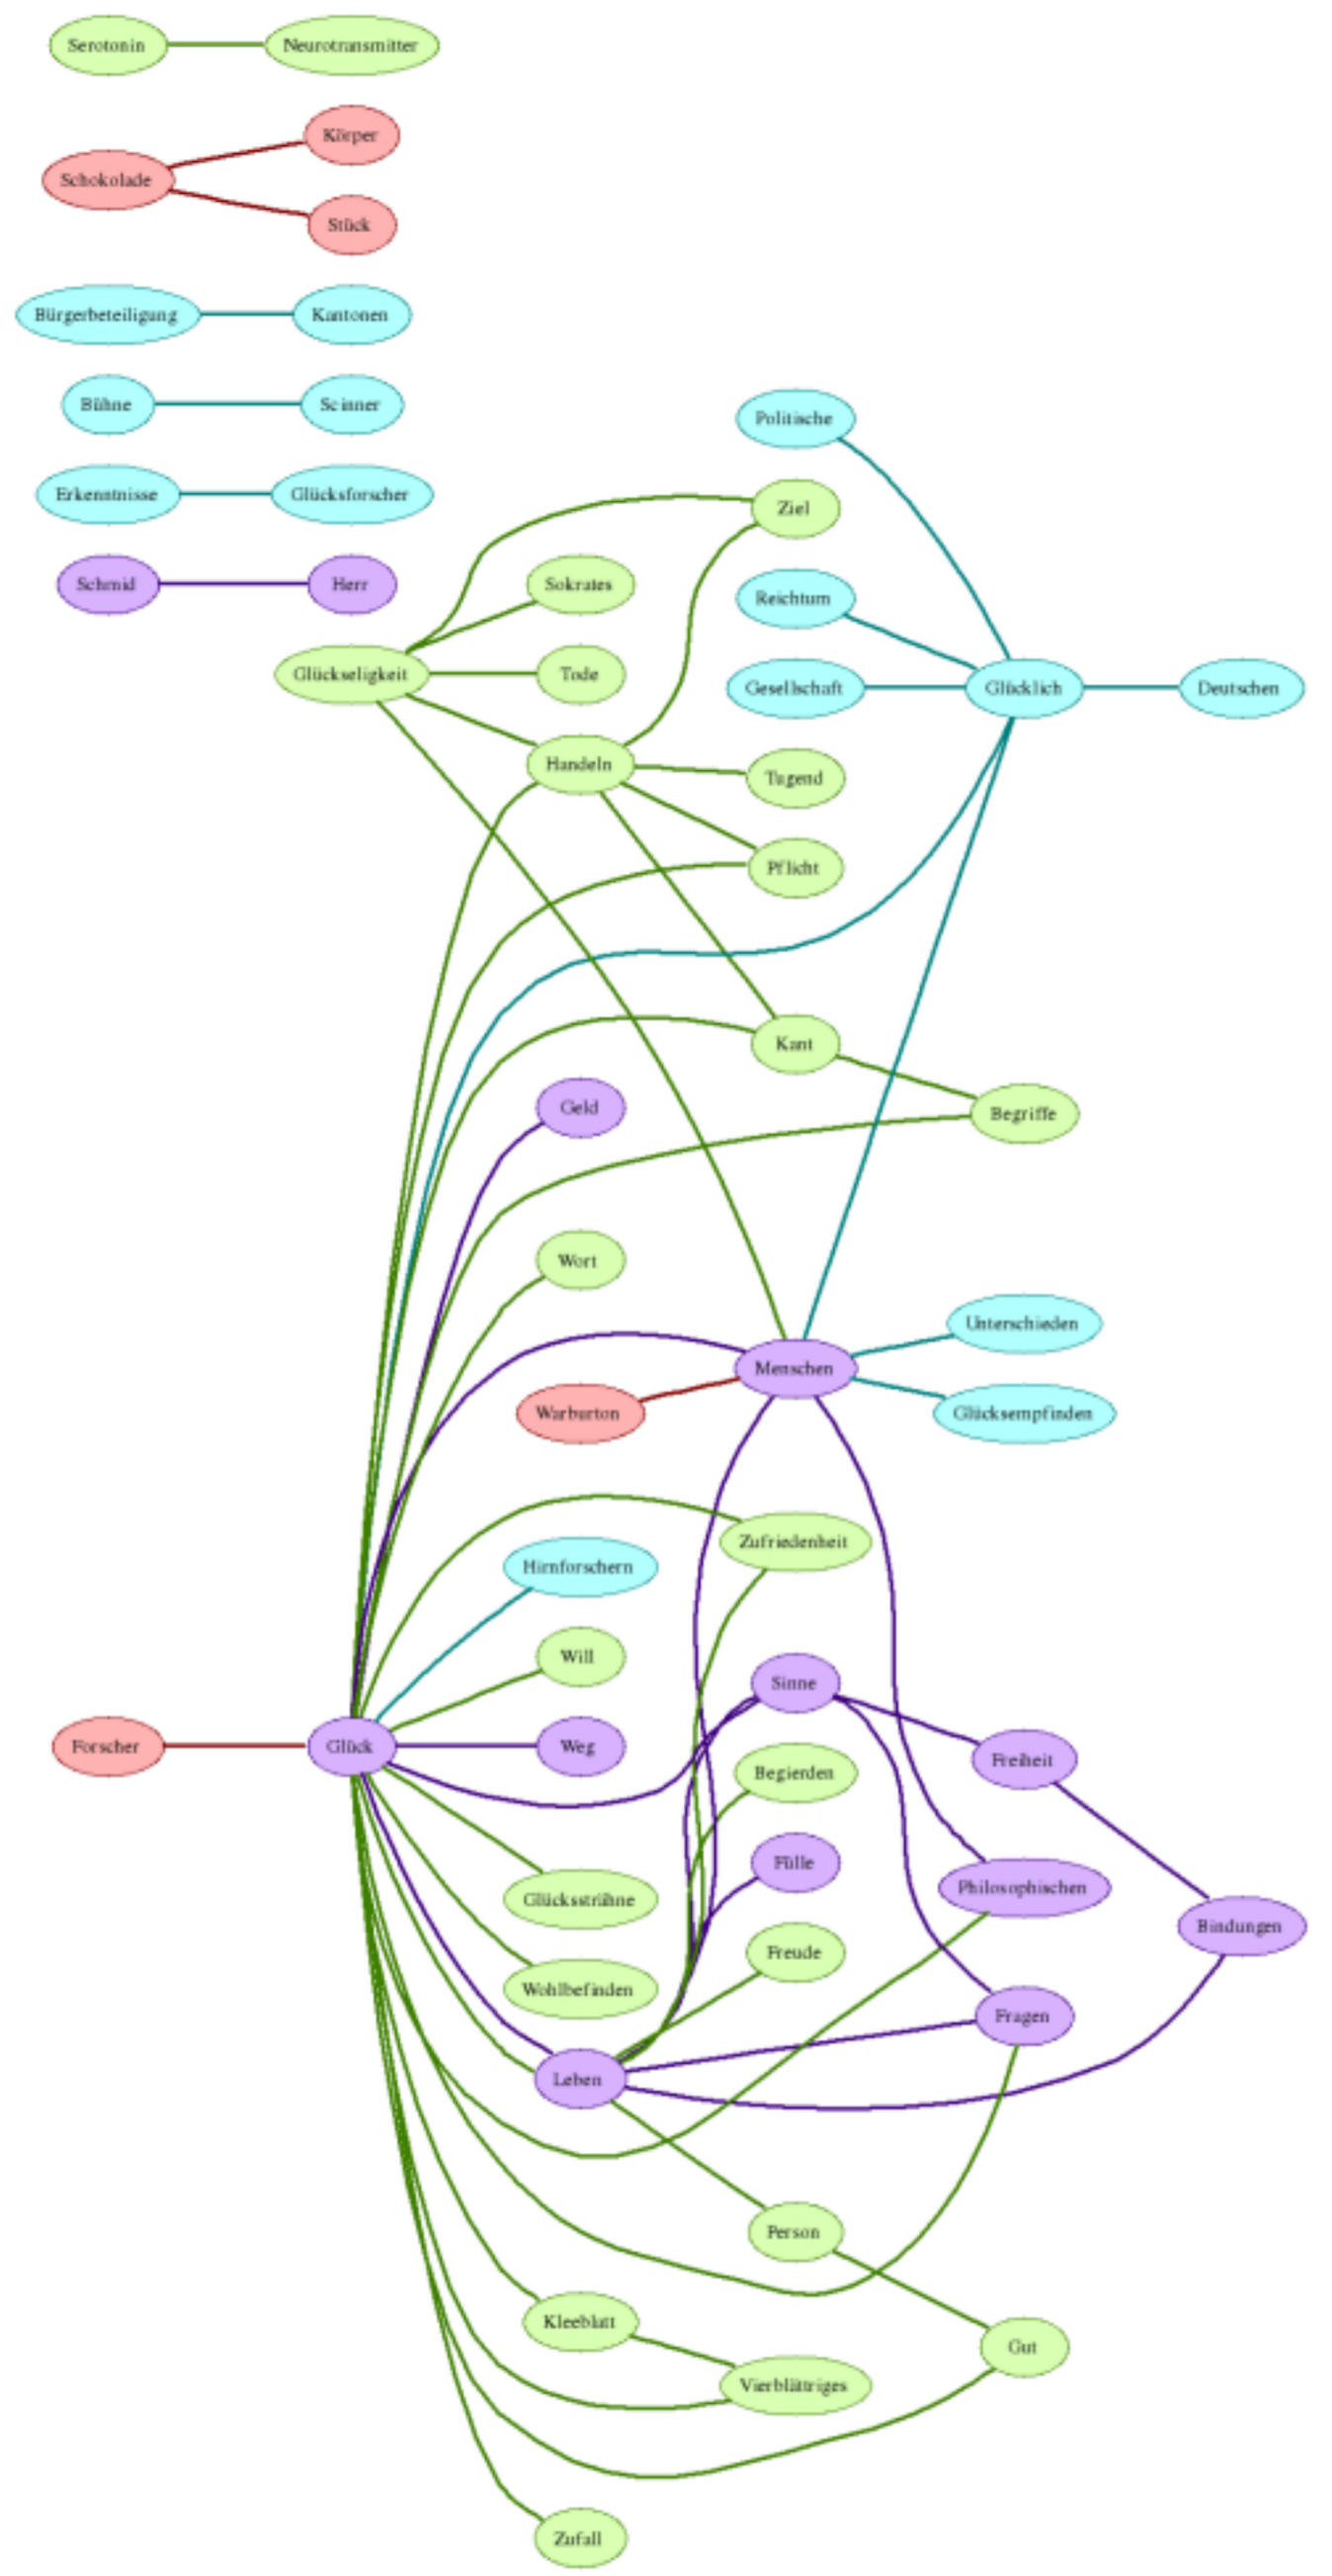 Serotonin
Neurotransmitter
Körper
Schokolade
Stück
Bürgerbeteiligung
Kantonen
Bühne
Scinner
Politische
Erkenntnisse
Glücksforscher
Ziel
Schmid
Herr
Sokrates
Reichtum
Glückseligkeit
Tode
Gesellschaft
Glücklich
Deutschen
Handeln
Tugend
Pflicht
Kant
Geld
Begriffe
Wort
Unterschieden
Menschen
Warburton
Glücksempfinden
Zufriedenheit
Hirnforschern
Will
Sinne
Forscher
Glück
Weg
Freiheit
Begierden
Fülle
Philosophischen
Glückssträhne
Bindungen
Freude
Wohlbefinden
Fragen
Leben
Person
Kleeblatt
Gut
Vierblättriges
Zufall